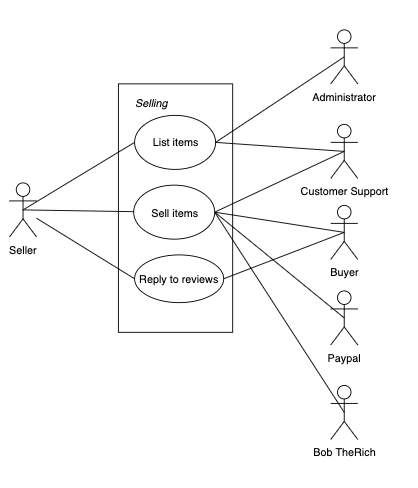 Selling
List items
Sell items
Reply to reviews
Seller
Administrator
Customer Support
Buyer
Paypal
Bob TheRich